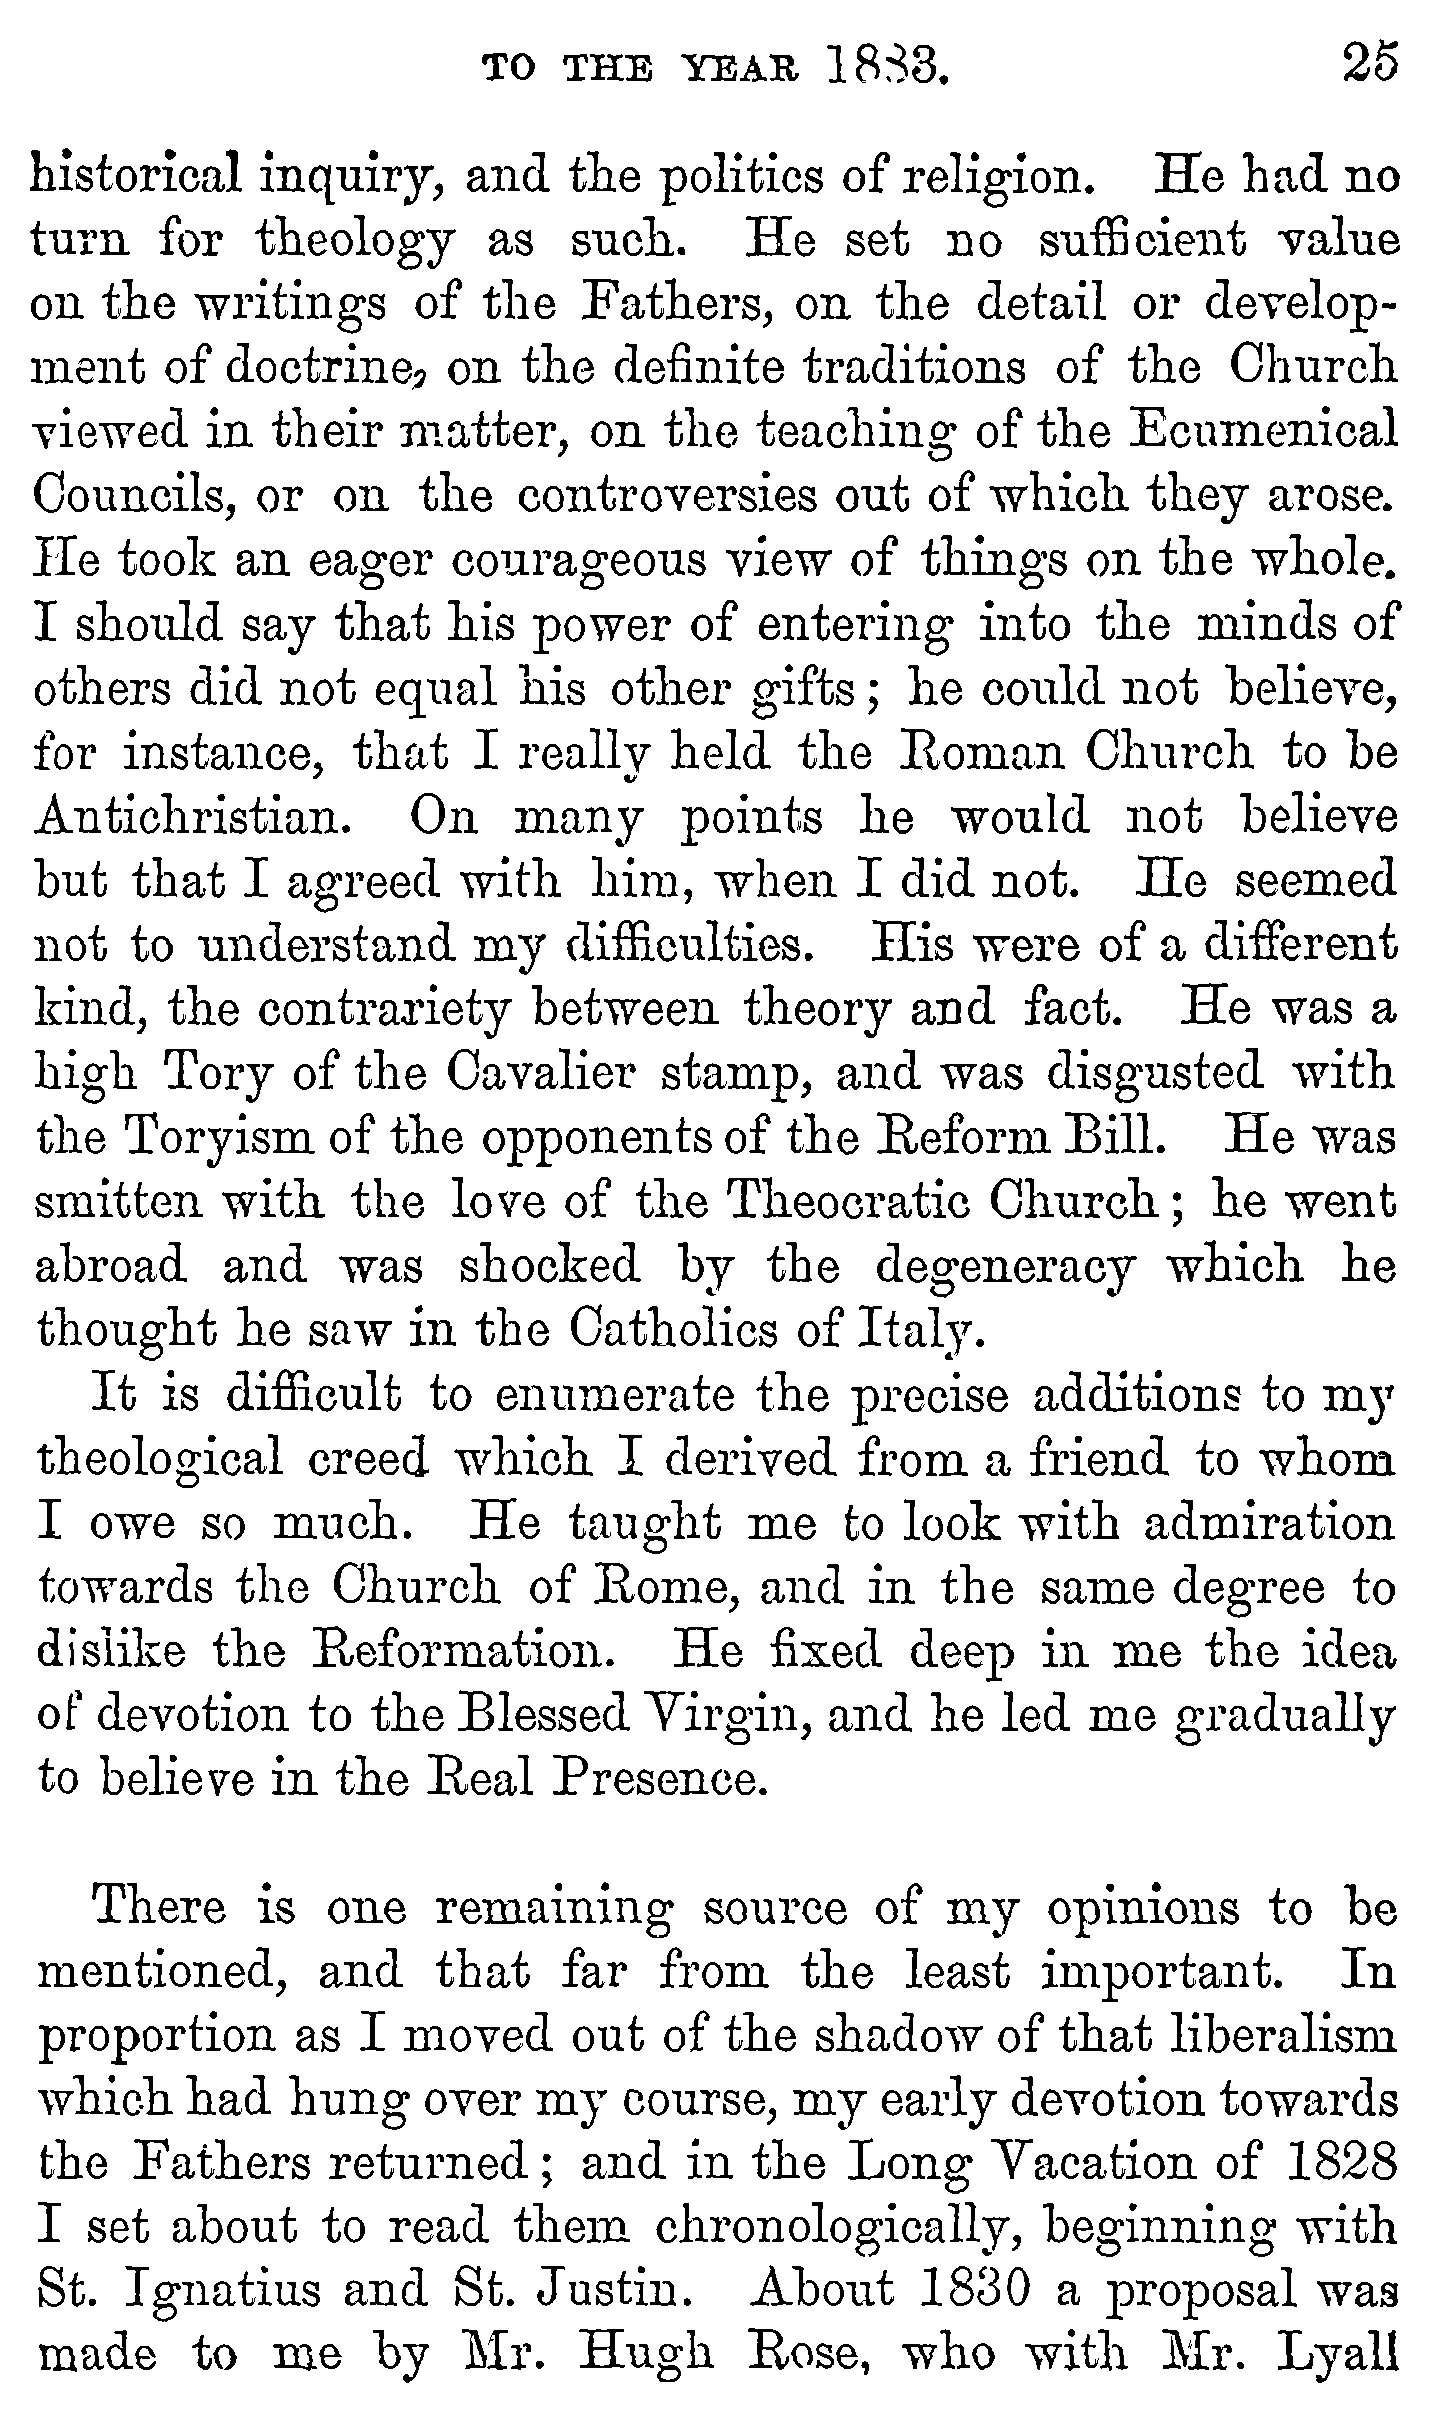 TO THE YEAR 1833. 25
historical inquiry, and the politics of religion. He had no
turn for theology as such. He set no sufficient value
on the writings of the Fathers, on the detail or develop-
ment of doctrine, on the definite traditions of the Church
viewed in their matter, on the teaching of the Ecumenical
Councils, or on the controversies out of which they arose.
He took an eager courageous view of things on the whole.
I should say that his power of entering into the minds of
others did not equal his other gifts; he could not believe,
for instance, that I really held the Roman Church to be
Antichristian. On many points he would not believe
but that I agreed with him, when I did not. He seemed
not to understand my difficulties. His were of a different
kind, the contrariety between theory and fact. He was a
high Tory of the Cavalier stamp, and was disgusted with
the Toryism of the opponents of the Reform Bill. He was
smitten with the love of the Theocratic Church; he went
abroad and was shocked by the degeneracy which he
thought he saw in the Catholics of Italy.
It is difficult to enumerate the precise additions to my
theological creed which I derived from a friend to whom
I owe so much. He taught me to look with admiration
towards the Church of Rome, and in the same degree to
dislike the Reformation. He fixed deep in me the idea
of devotion to the Blessed Virgin, and he led me gradually
to believe in the Real Presence.
There is one remaining source of my opinions to be
mentioned, and that far from the least important. In
proportion as I moved out of the shadow of that liberalism
which had hung over my course, my early devotion towards
the Fathers returned; and in the Long Vacation of 1828
I set about to read them chronologically, beginning with
St. Ignatius and St. Justin. About 1830 a proposal was
made to me by Mr. Hugh Rose, who with Mr. Lyall